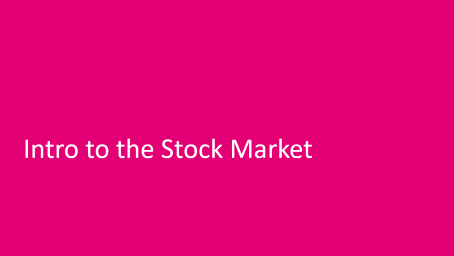 Intro to the Stock Market